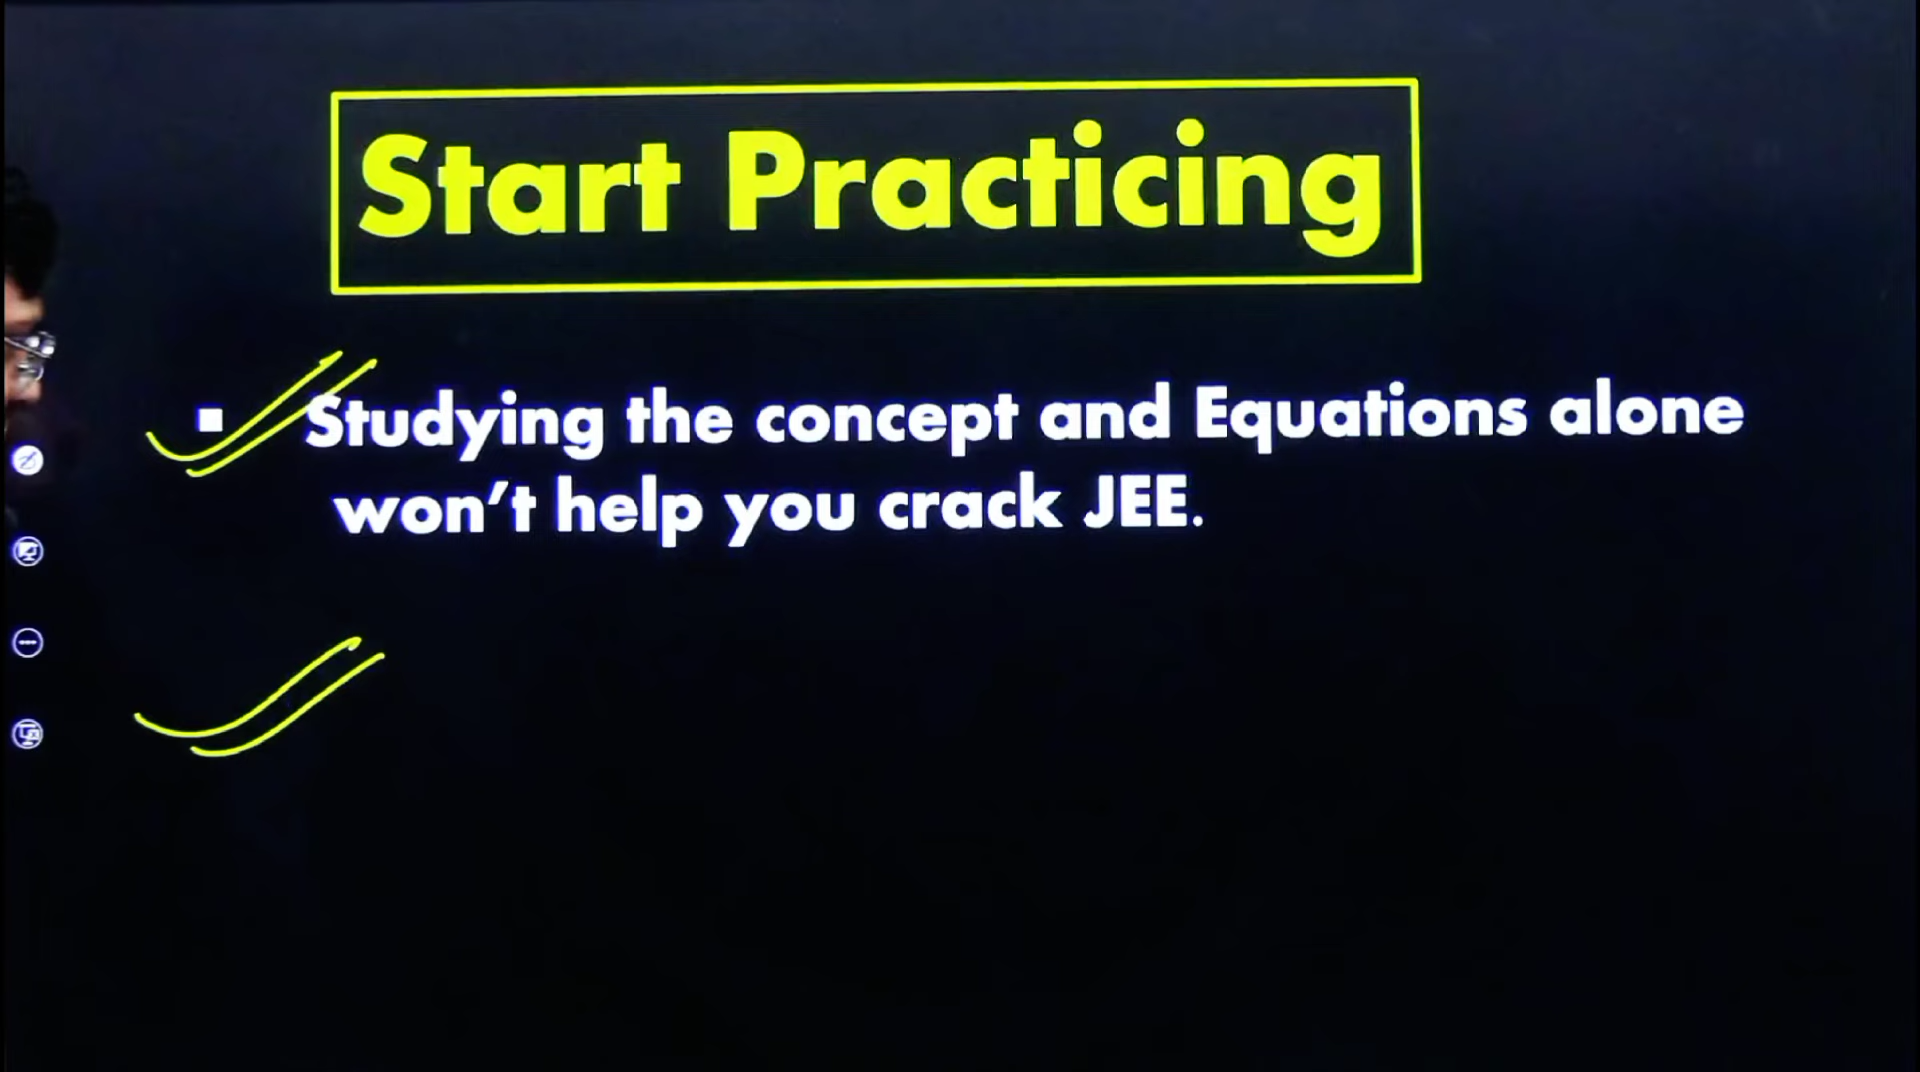 Start Practicing
▪ Studying the concept and Equations alone
won’t help you crack JEE.